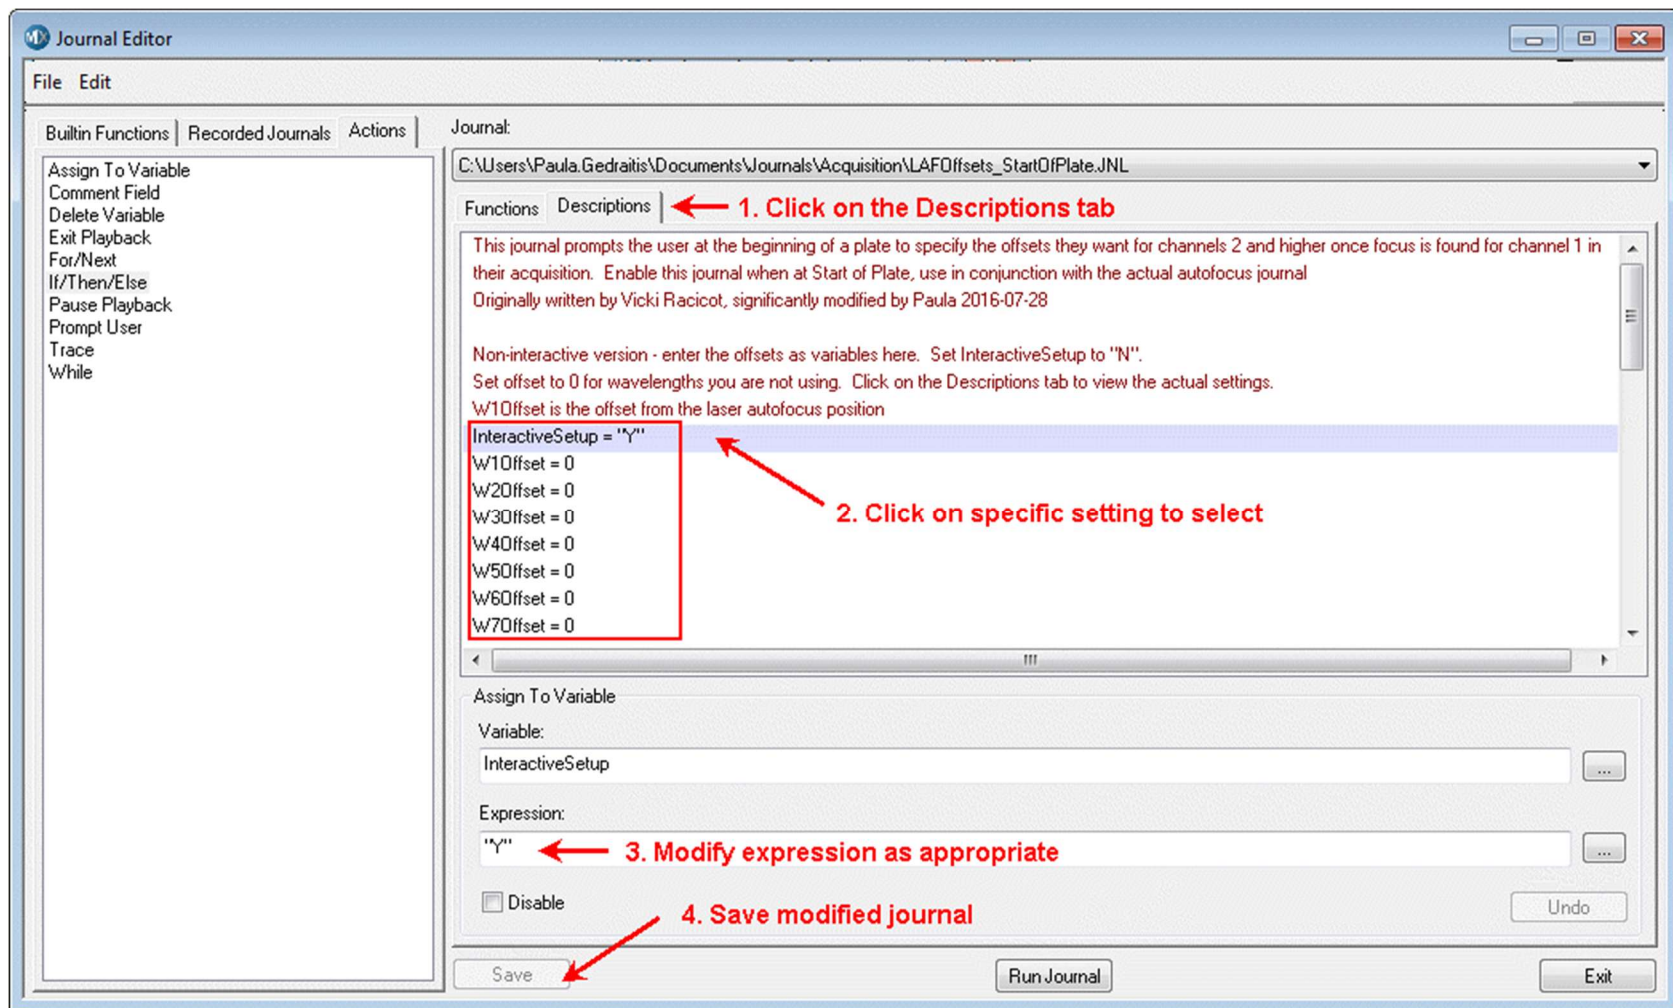 Journal Editor
File Edit
Builtin Functions Recorded Journals Actions
Assign To Variable
Comment Field
Delete Variable
Exit Playback
For/Next
If/Then/Else
Pause Playback
Prompt User
Trace
While
Journal:
C:\Users\Paula.Gedraitis\Documents\Journals\Acquisition\LAFOffsets_StartOfPlate.JNL
Functions Descriptions
1. Click on the Descriptions tab
This journal prompts the user at the beginning of a plate to specify the offsets they want for channels 2 and higher once focus is found for channel 1 in
their acquisition. Enable this journal when at Start of Plate, use in conjunction with the actual autofocus journal
Originally written by Vicki Racicot, significantly modified by Paula 2016-07-28
Non-interactive version - enter the offsets as variables here. Set InteractiveSetup to "N".
Set offset to 0 for wavelengths you are not using. Click on the Descriptions tab to view the actual settings.
W1Offset is the offset from the laser autofocus position
InteractiveSetup = "Y"
W1Offset = 0
W2Offset = 0
W3Offset = 0
W4Offset = 0
W5Offset = 0
W6Offset = 0
W7Offset = 0
2. Click on specific setting to select
Assign To Variable
Variable:
InteractiveSetup
...
Expression:
"Y"
3. Modify expression as appropriate
...
Disable
4. Save modified journal
Undo
Save
Run Journal
Exit